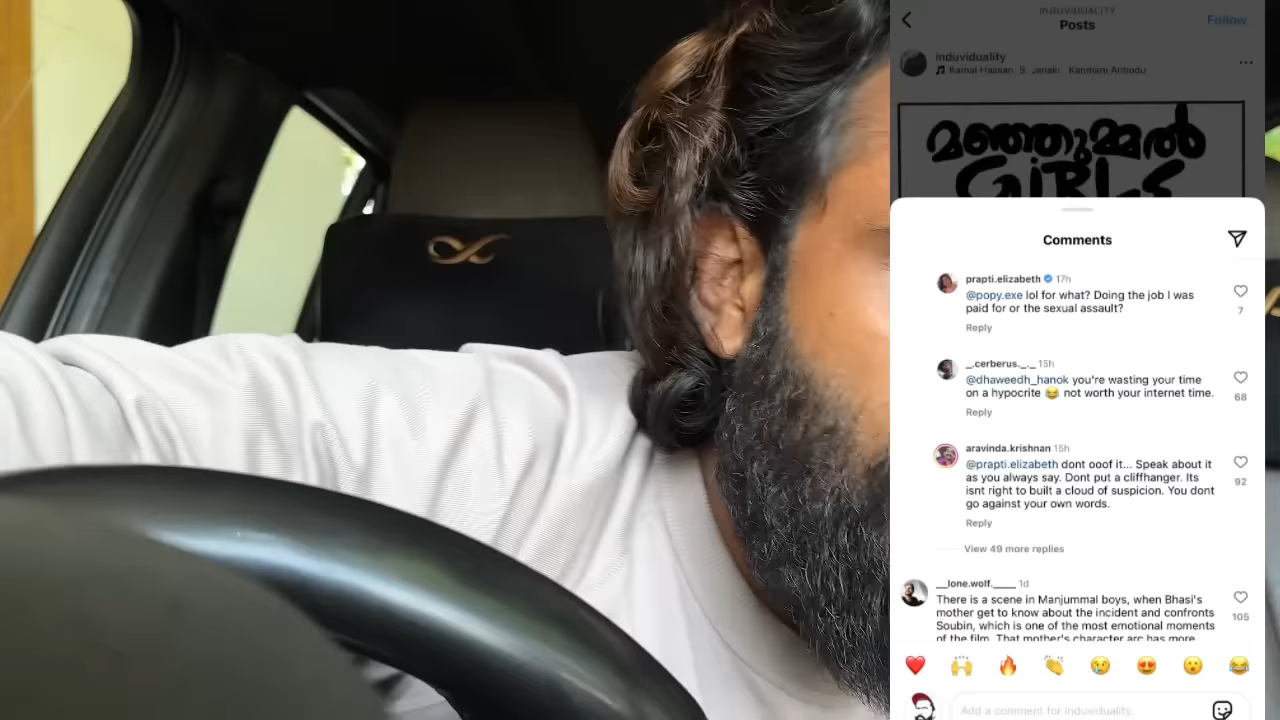 INDUVIDUALITY
Posts
Follow
induviduality
Kamal Hassan, S. Janaki Kanmani Anbodu
മഞ്ഞുമ്മൽ
GIRLS
Comments
prapti.elizabeth 17h
@popy.exe lol for what? Doing the job I was
paid for or the sexual assault?
7
Reply
_.cerberus._._ 15h
@dhaweedh_hanok you're wasting your time
on a hypocrite 😂 not worth your internet time.
68
Reply
aravinda.krishnan 15h
@prapti.elizabeth dont ooof it... Speak about it
as you always say. Dont put a cliffhanger. Its
isnt right to built a cloud of suspicion. You dont
go against your own words.
92
Reply
View 49 more replies
__lone.wolf.____ 1d
There is a scene in Manjummal boys, when Bhasi's
mother get to know about the incident and confronts
Soubin, which is one of the most emotional moments
of the film. That mother's character arc has more
105
Add a comment for induviduality.